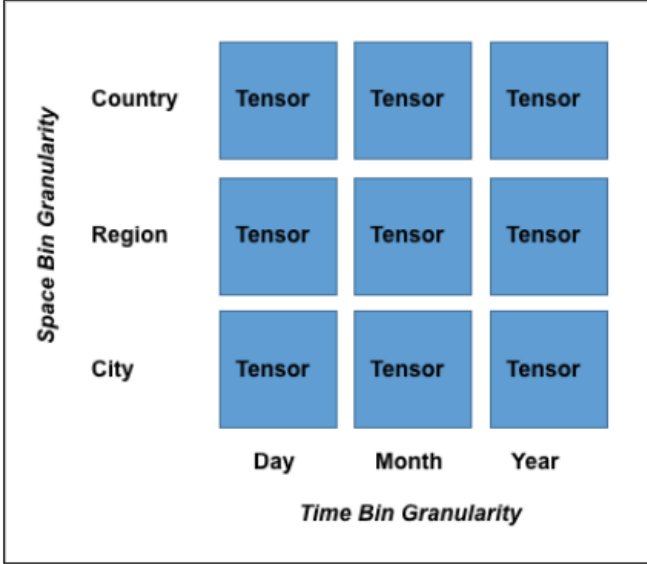 Space Bin Granularity
Country Tensor Tensor Tensor
Region Tensor Tensor Tensor
City Tensor Tensor Tensor
Day Month Year
Time Bin Granularity